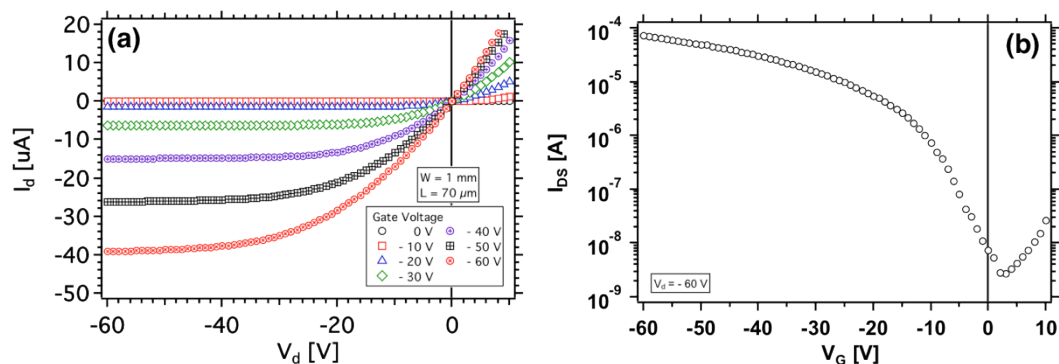 (a)
20
10
0
-10
-20
-30
-40
-50
I_d [uA]
-60
-40
-20
0
V_d [V]
W = 1 mm
L = 70 µm
Gate Voltage
0 V
- 10 V
- 20 V
- 30 V
- 40 V
- 50 V
- 60 V
(b)
10^-4
10^-5
10^-6
10^-7
10^-8
10^-9
I_DS [A]
V_d = - 60 V
-60
-50
-40
-30
-20
-10
0
10
V_G [V]